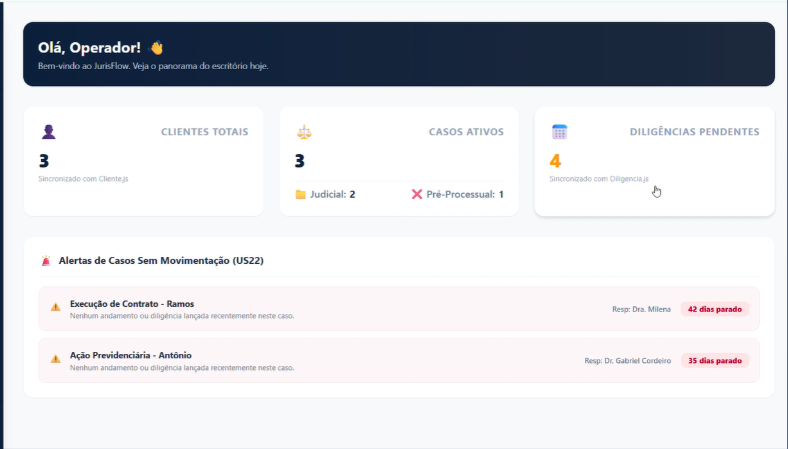 Olá, Operador! 👋
Bem-vindo ao JurisFlow. Veja o panorama do escritório hoje.
CLIENTES TOTAIS
3
Sincronizado com Cliente.js
CASOS ATIVOS
3
Judicial: 2
Pré-Processual: 1
DILIGÊNCIAS PENDENTES
4
Sincronizado com Diligencia.js
Alertas de Casos Sem Movimentação (US22)
Execução de Contrato - Ramos
Nenhum andamento ou diligência lançada recentemente neste caso.
Resp: Dra. Milena
42 dias parado
Ação Previdenciária - Antônio
Nenhum andamento ou diligência lançada recentemente neste caso.
Resp: Dr. Gabriel Cordeiro
35 dias parado